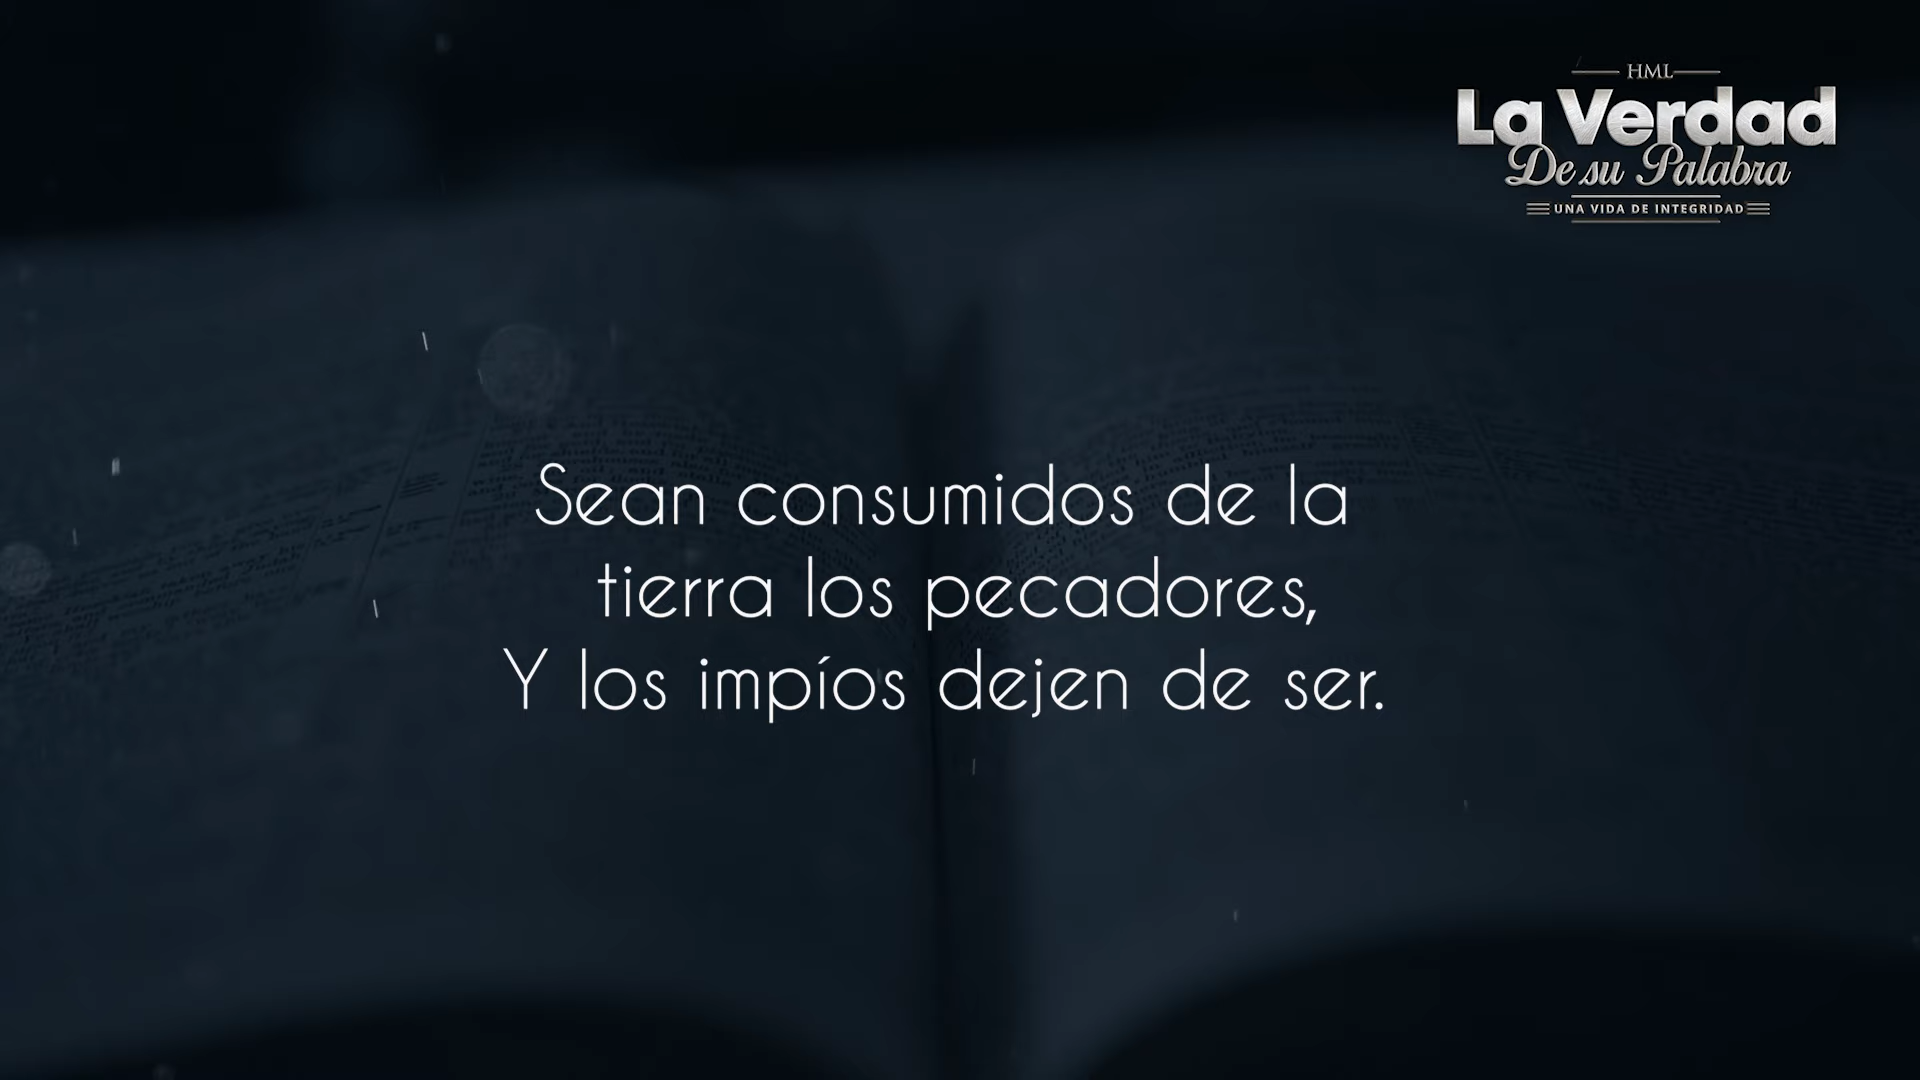 HML
La Verdad
De su Palabra
UNA VIDA DE INTEGRIDAD
Sean consumidos de la
tierra los pecadores,
Y los impíos dejen de ser.